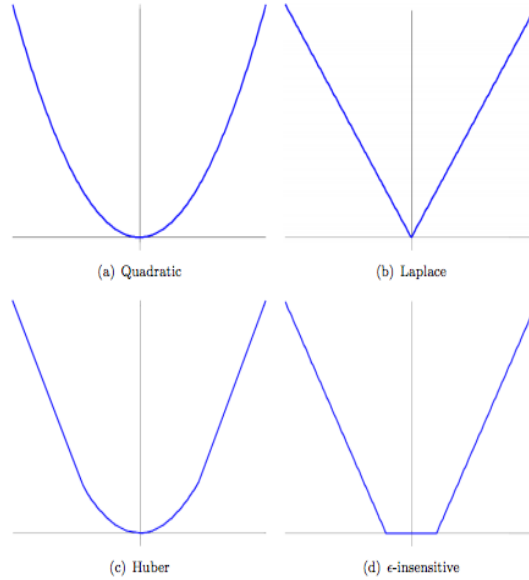 (a) Quadratic
(b) Laplace
(c) Huber
(d) ϵ-insensitive